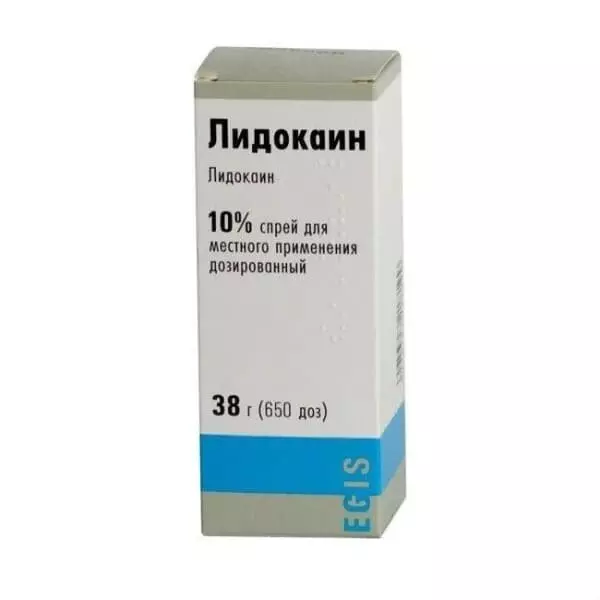 Лидокаин
Лидокаин
10% спрей для
местного применения
дозированный
38 г (650 доз)
EGIS